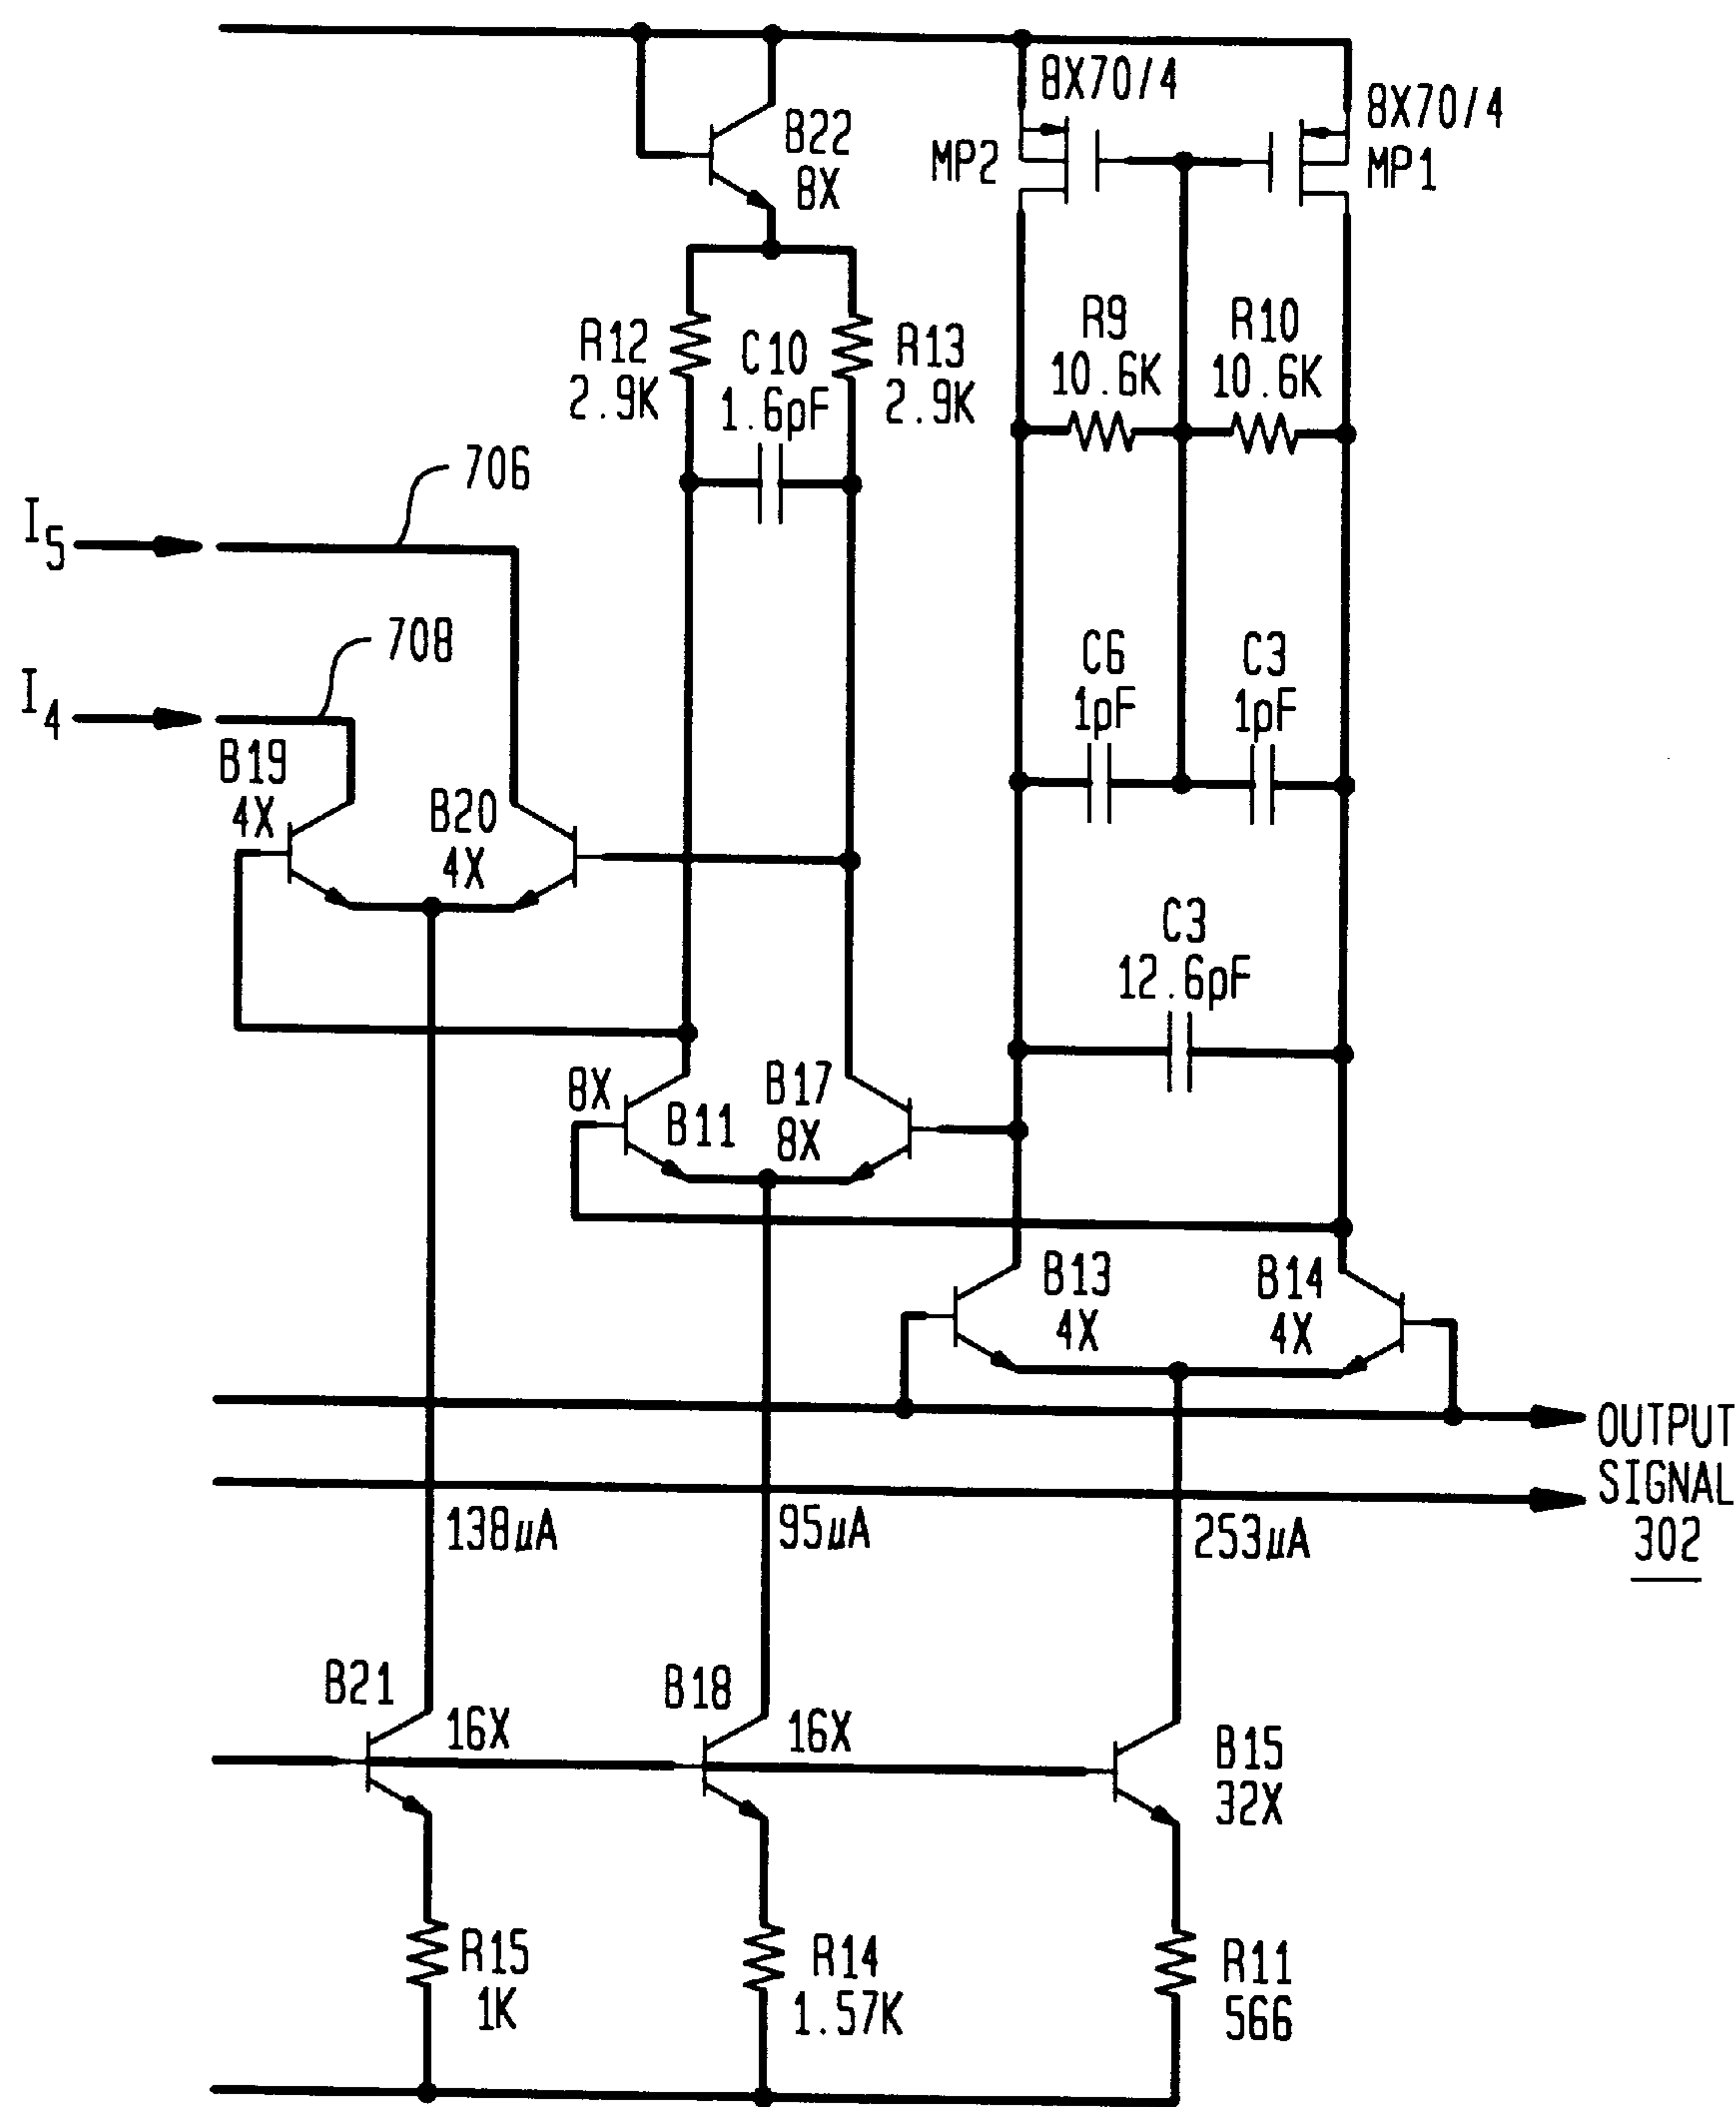 8X70/4
8X70/4
B22
8X
MP2
MP1
R12
2.9K
C10
1.6pF
R13
2.9K
R9
10.6K
R10
10.6K
706
I5
708
I4
C6
1pF
C3
1pF
B19
4X
B20
4X
C3
12.6pF
8X
B11
B17
8X
B13
4X
B14
4X
OUTPUT
SIGNAL
302
138µA
95µA
253µA
B21
16X
B18
16X
B15
32X
R15
1K
R14
1.57K
R11
566